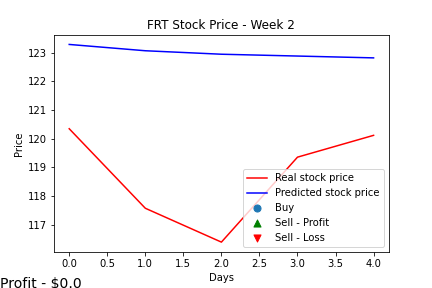 FRT Stock Price - Week 2
Price
123
122
121
120
119
118
117
Real stock price
Predicted stock price
Buy
Sell - Profit
Sell - Loss
0.0 0.5 1.0 1.5 2.0 2.5 3.0 3.5 4.0
Days
Profit - $0.0